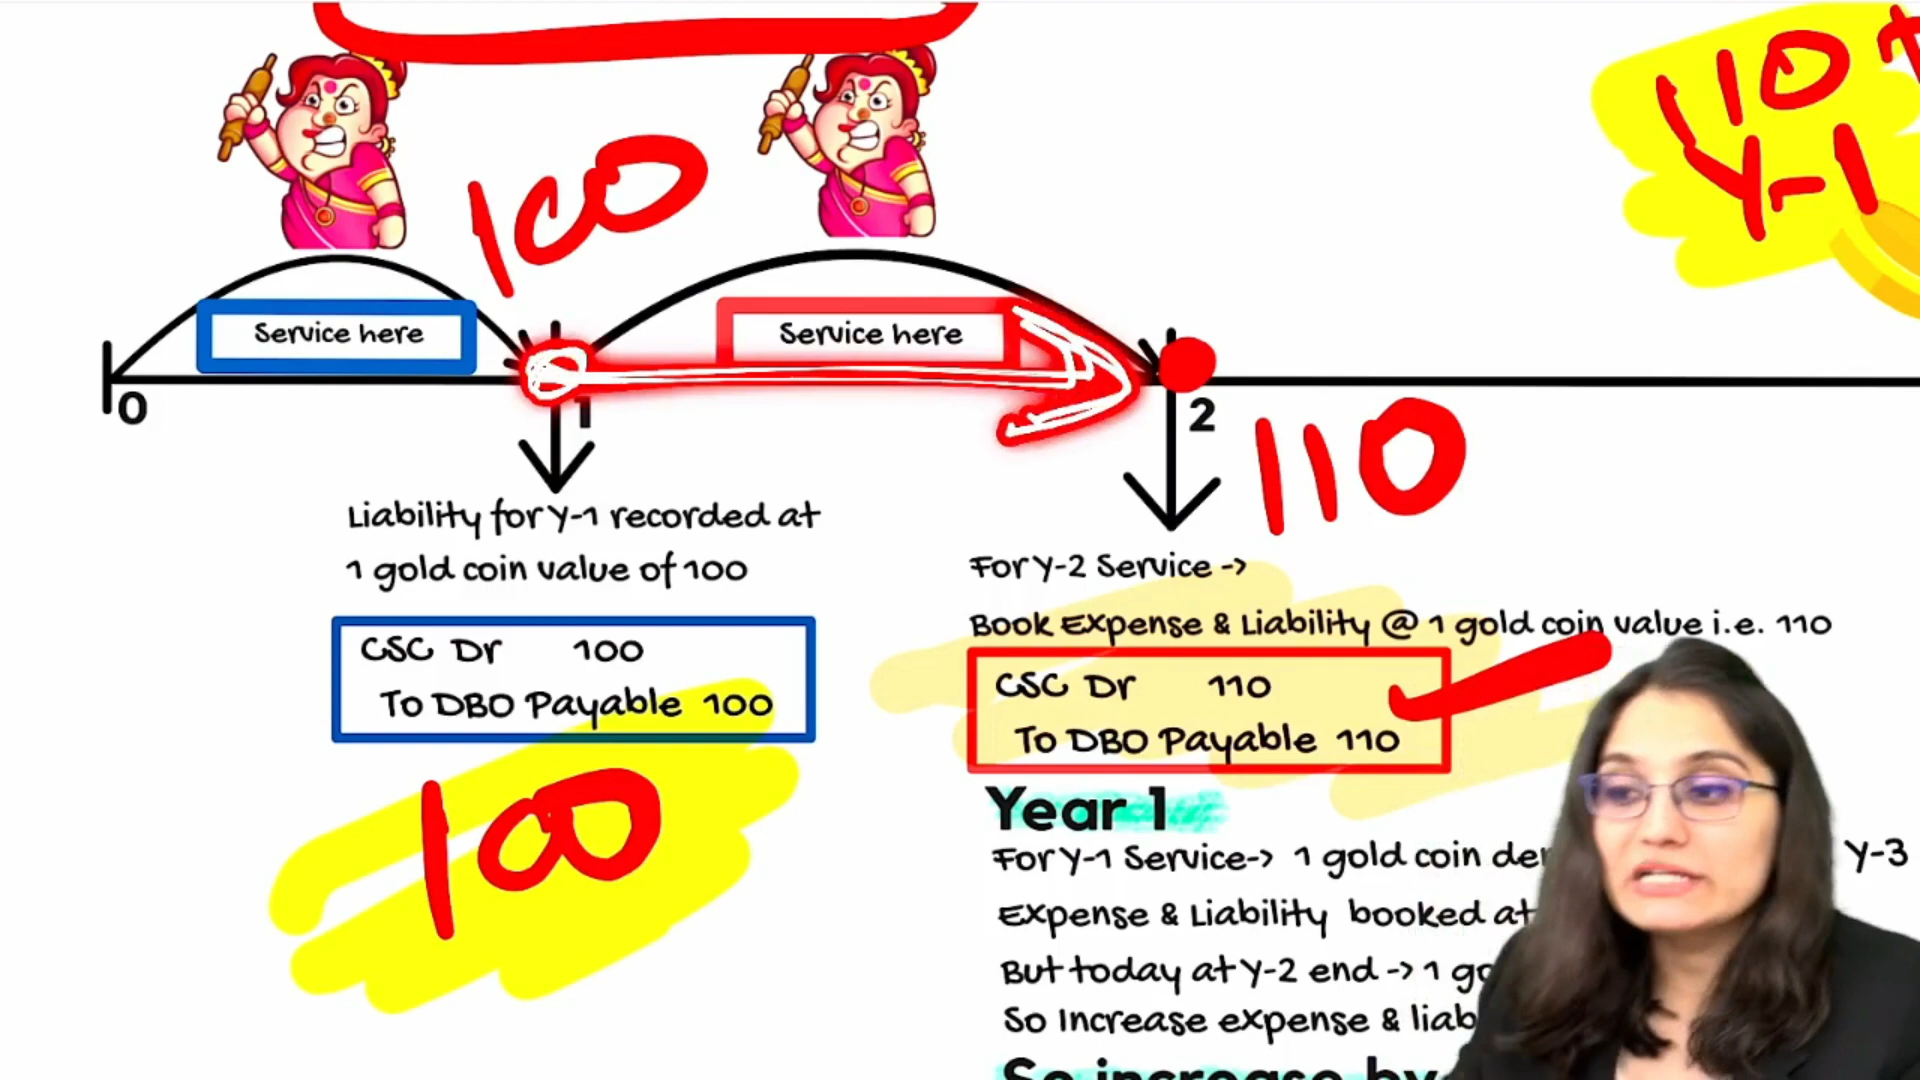 110
Y-1
100
Service here
Service here
0
1
2
110
Liability for Y-1 recorded at
1 gold coin value of 100
CSC Dr 100
To DBO Payable 100
100
For Y-2 Service ->
Book Expense & Liability @ 1 gold coin value i.e. 110
CSC Dr 110
To DBO Payable 110
Year 1
For Y-1 Service-> 1 gold coin Y-3
Expense & Liability booked at
But today at Y-2 end -> 1
So Increase expense &
So increase by